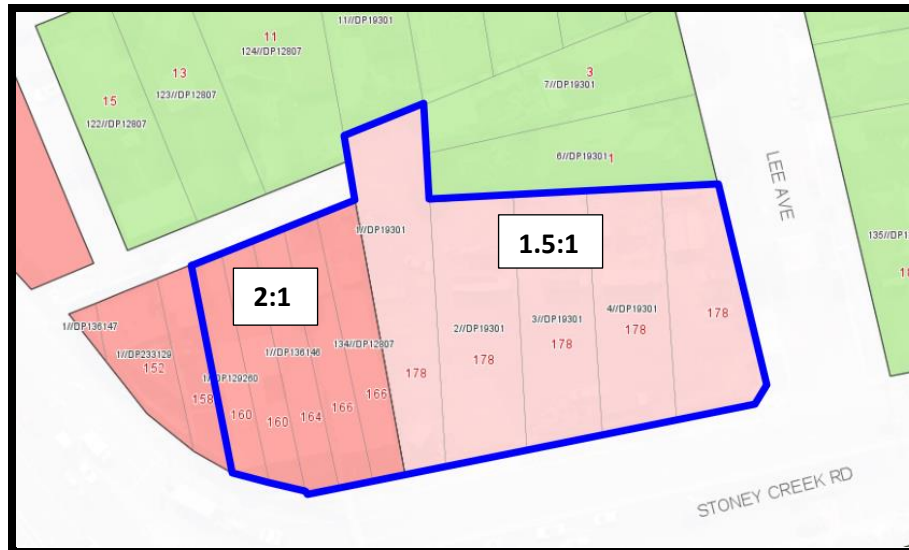 11//DP19301
11
124//DP12807
13
123//DP12807
15
122//DP12807
3
7//DP19301
6//DP19301 1
LEE AVE
135//DP1
18
1//DP19301
1.5:1
2:1
1//DP136147
1//DP233129
152
1//DP129260
158
1//DP136146
134//DP12807
2//DP19301
3//DP19301
4//DP19301
178
178
178
178
178
160
160
164
166
166
STONEY CREEK RD